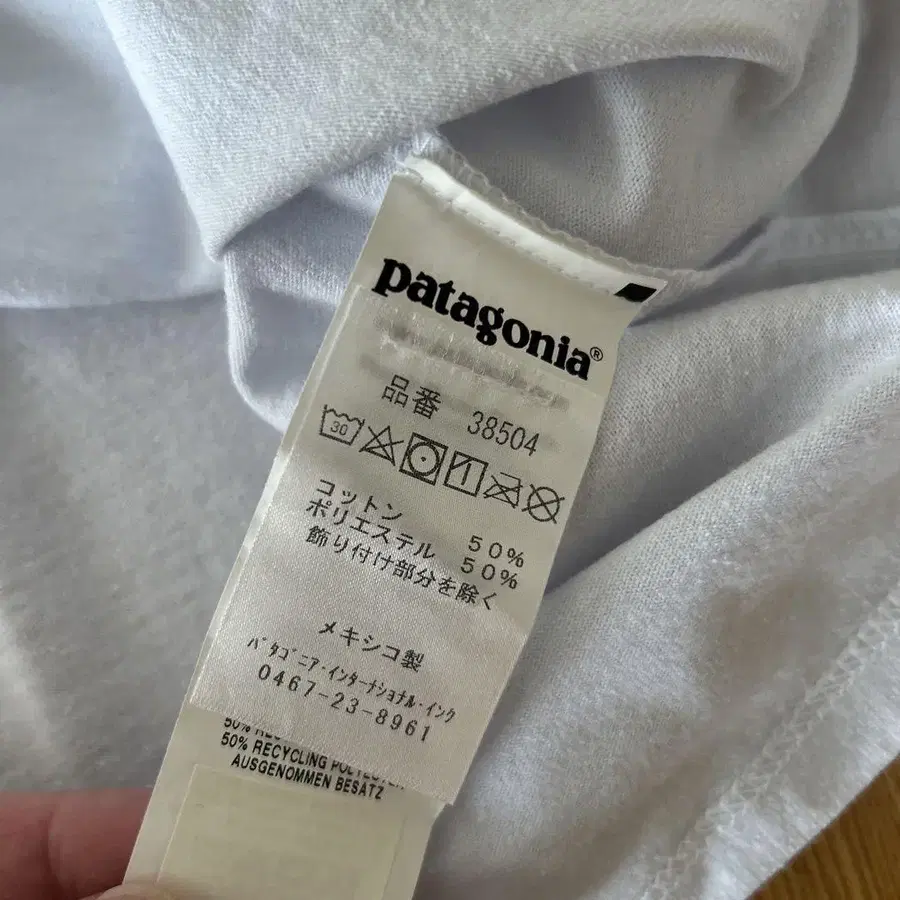 patagonia®
品番 38504
30
コットン 50%
ポリエステル 50%
飾り付け部分を除く
メキシコ製
パタゴニア・インターナショナル・インク
0467-23-8961
50%
50% RECYCLING POLYESTER
AUSGENOMMEN BESATZ